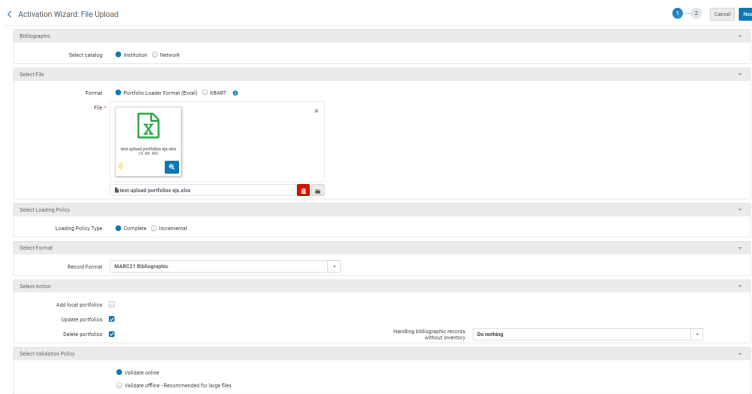 Activation Wizard: File Upload
1 2 Cancel
Bibliographic
Select catalog Institution Network
Select File
Format Portfolio Loader Format (Excel) KBART
File *
test upload portfolios ejs.xlsx
test upload portfolios ejs.xlsx
Select Loading Policy
Loading Policy Type Complete Incremental
Select Format
Record Format MARC21 Bibliographic
Select Action
Add local portfolios
Update portfolios
Delete portfolios
Handling bibliographic records
without inventory
Do nothing
Select Validation Policy
Validate online
Validate offline - Recommended for large files